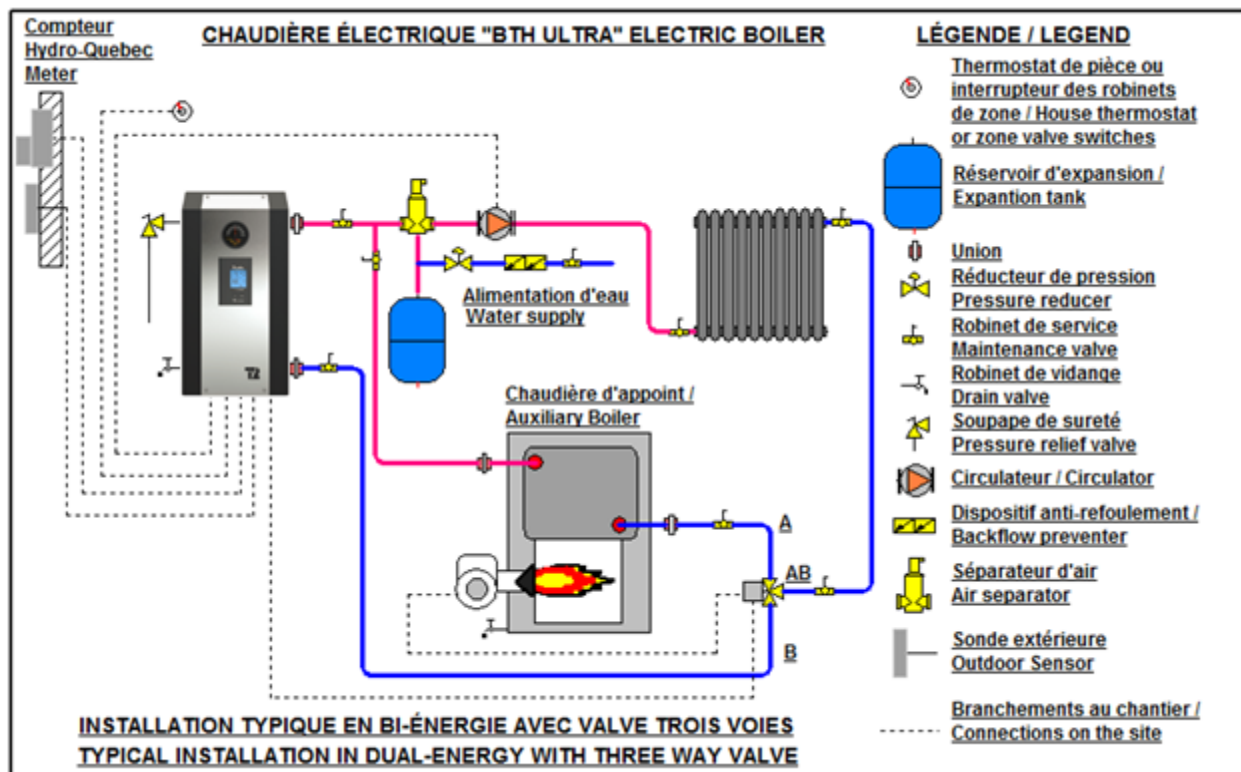 Compteur
Hydro-Quebec
Meter
CHAUDIÈRE ÉLECTRIQUE "BTH ULTRA" ELECTRIC BOILER
Alimentation d'eau
Water supply
Chaudière d'appoint /
Auxiliary Boiler
A
AB
B
INSTALLATION TYPIQUE EN BI-ÉNERGIE AVEC VALVE TROIS VOIES
TYPICAL INSTALLATION IN DUAL-ENERGY WITH THREE WAY VALVE
LÉGENDE / LEGEND
Thermostat de pièce ou
interrupteur des robinets
de zone / House thermostat
or zone valve switches
Réservoir d'expansion /
Expantion tank
Union
Réducteur de pression
Pressure reducer
Robinet de service
Maintenance valve
Robinet de vidange
Drain valve
Soupape de sureté
Pressure relief valve
Circulateur / Circulator
Dispositif anti-refoulement /
Backflow preventer
Séparateur d'air
Air separator
Sonde extérieure
Outdoor Sensor
Branchements au chantier /
Connections on the site